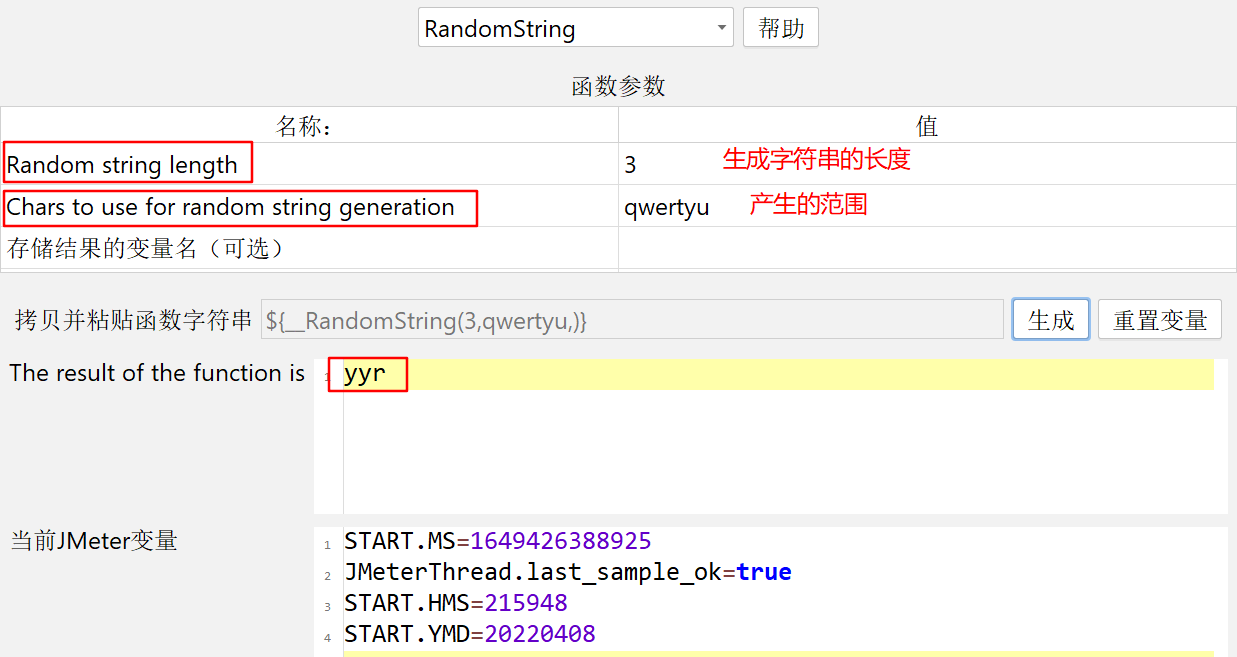 RandomString 帮助
函数参数
名称: 值
Random string length 3 生成字符串的长度
Chars to use for random string generation qwertyu 产生的范围
存储结果的变量名（可选）
拷贝并粘贴函数字符串 ${__RandomString(3,qwertyu,)} 生成 重置变量
The result of the function is 1 yyr
当前JMeter变量 1 START.MS=1649426388925
2 JMeterThread.last_sample_ok=true
3 START.HMS=215948
4 START.YMD=20220408